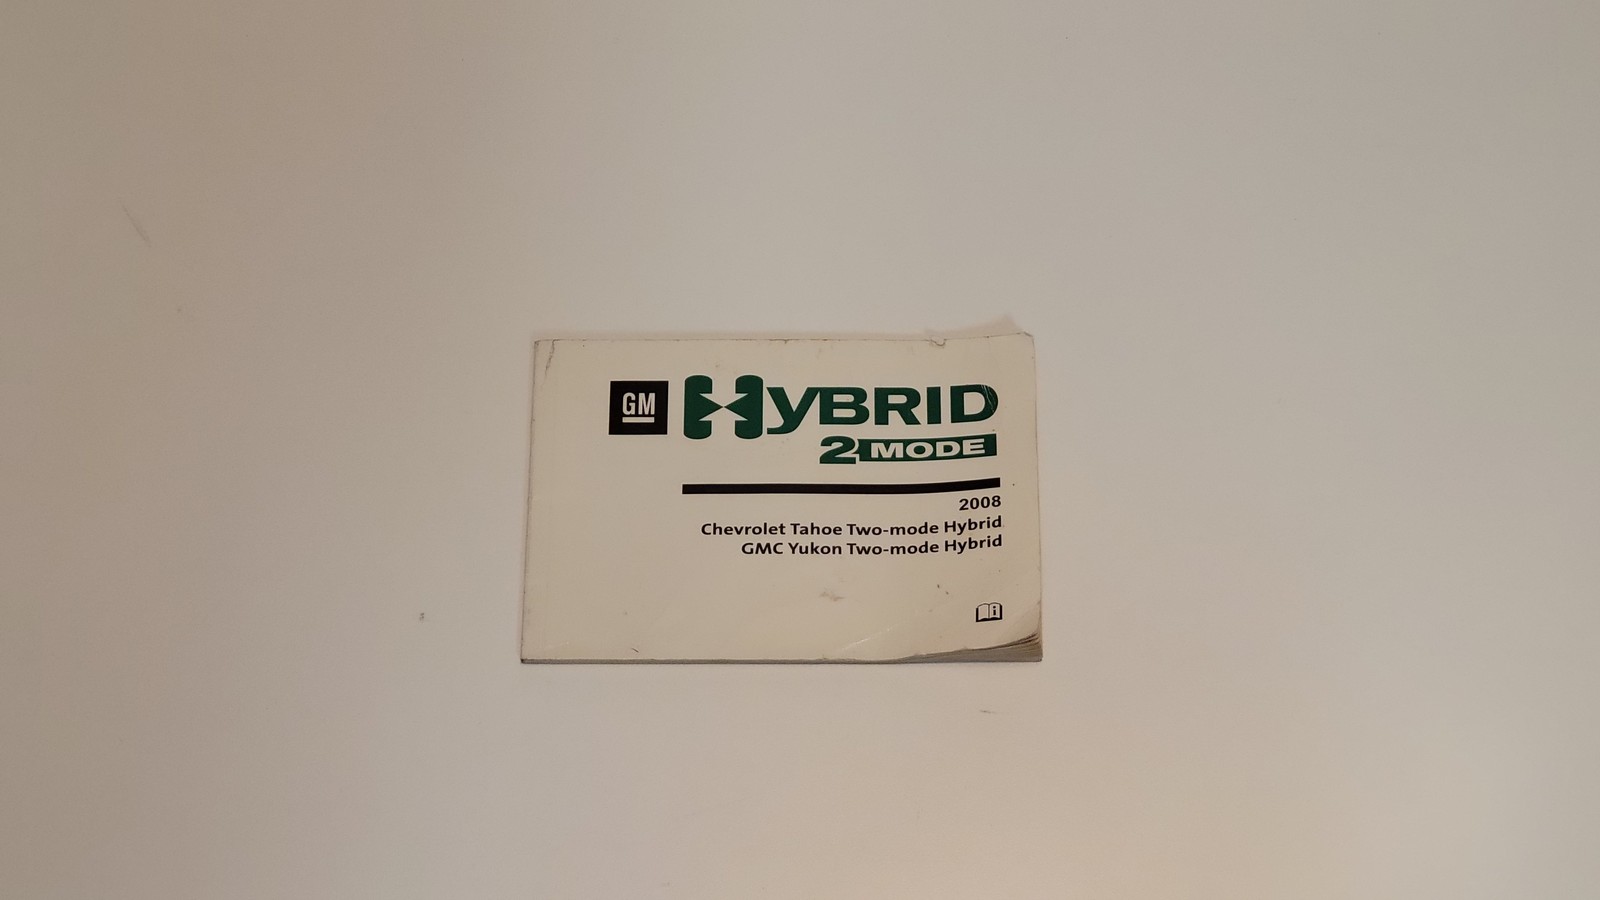 GM HYBRID
2 MODE
2008
Chevrolet Tahoe Two-mode Hybrid
GMC Yukon Two-mode Hybrid
i